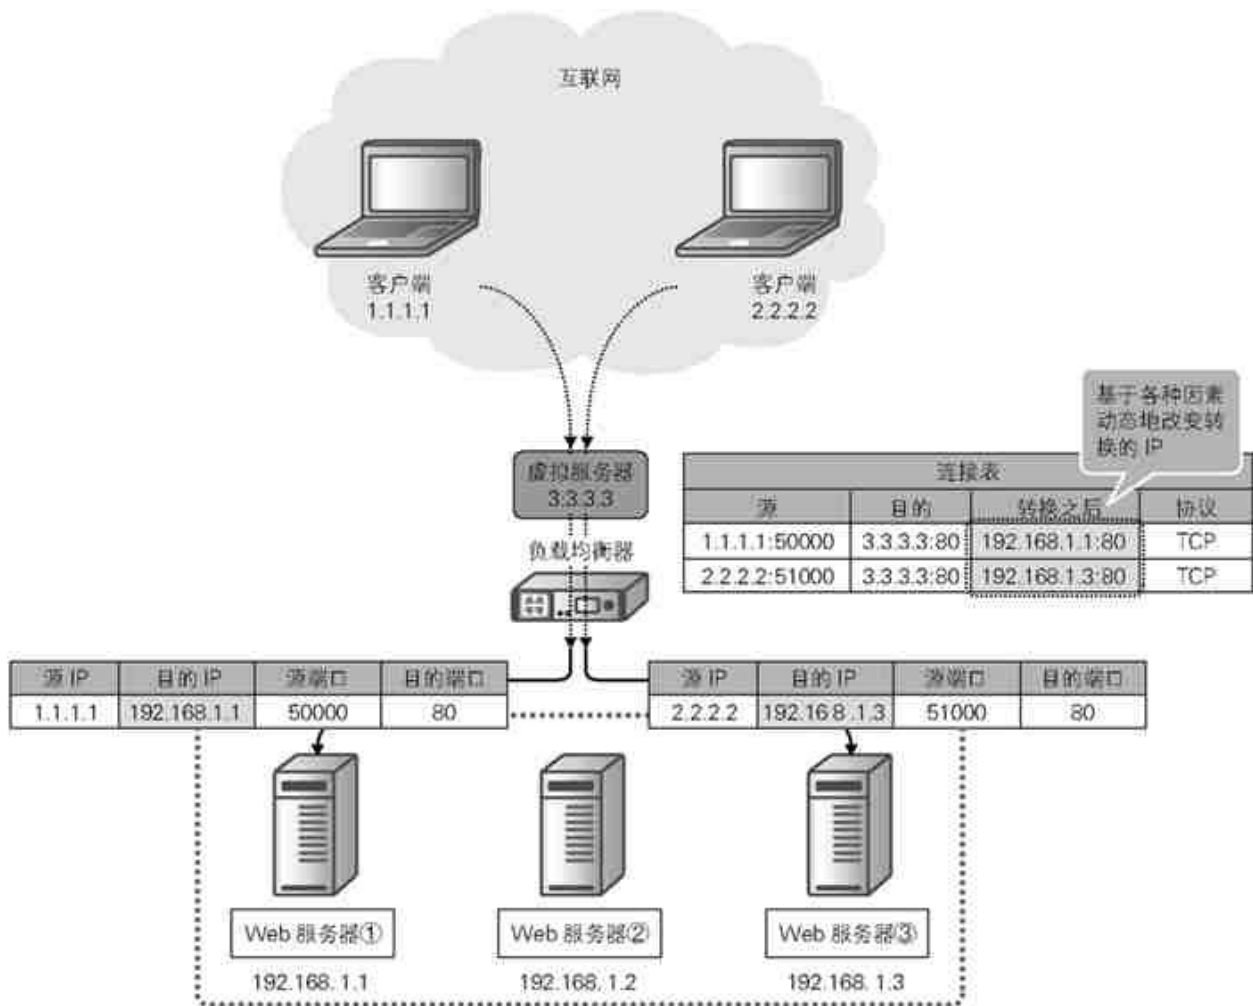 互联网
客户端
1.1.1.1
客户端
2.2.2.2
基于各种因素
动态地改变转
换的 IP
虚拟服务器
3.3.3.3
负载均衡器
连接表
源 目的 转换之后 协议
1.1.1.1:50000 3.3.3.3:80 192.168.1.1:80 TCP
2.2.2.2:51000 3.3.3.3:80 192.168.1.3:80 TCP
源 IP 目的 IP 源端口 目的端口
1.1.1.1 192.168.1.1 50000 80
源 IP 目的 IP 源端口 目的端口
2.2.2.2 192.168.1.3 51000 80
Web 服务器①
192.168.1.1
Web 服务器②
192.168.1.2
Web 服务器③
192.168.1.3